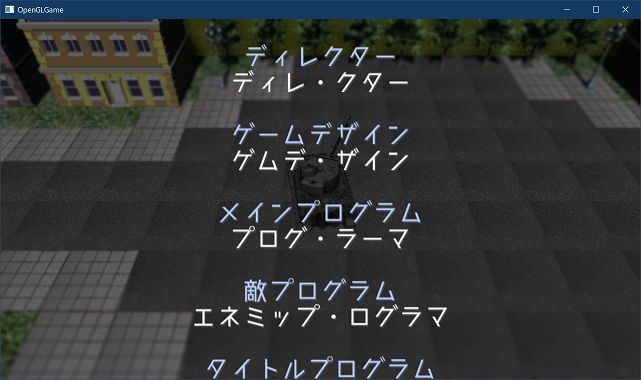 OpenGLGame
ディレクター
ディレ・クター
ゲームデザイン
ゲムデ・ザイン
メインプログラム
プログ・ラーマ
敵プログラム
エネミップ・ログラマ
タイトルプログラム